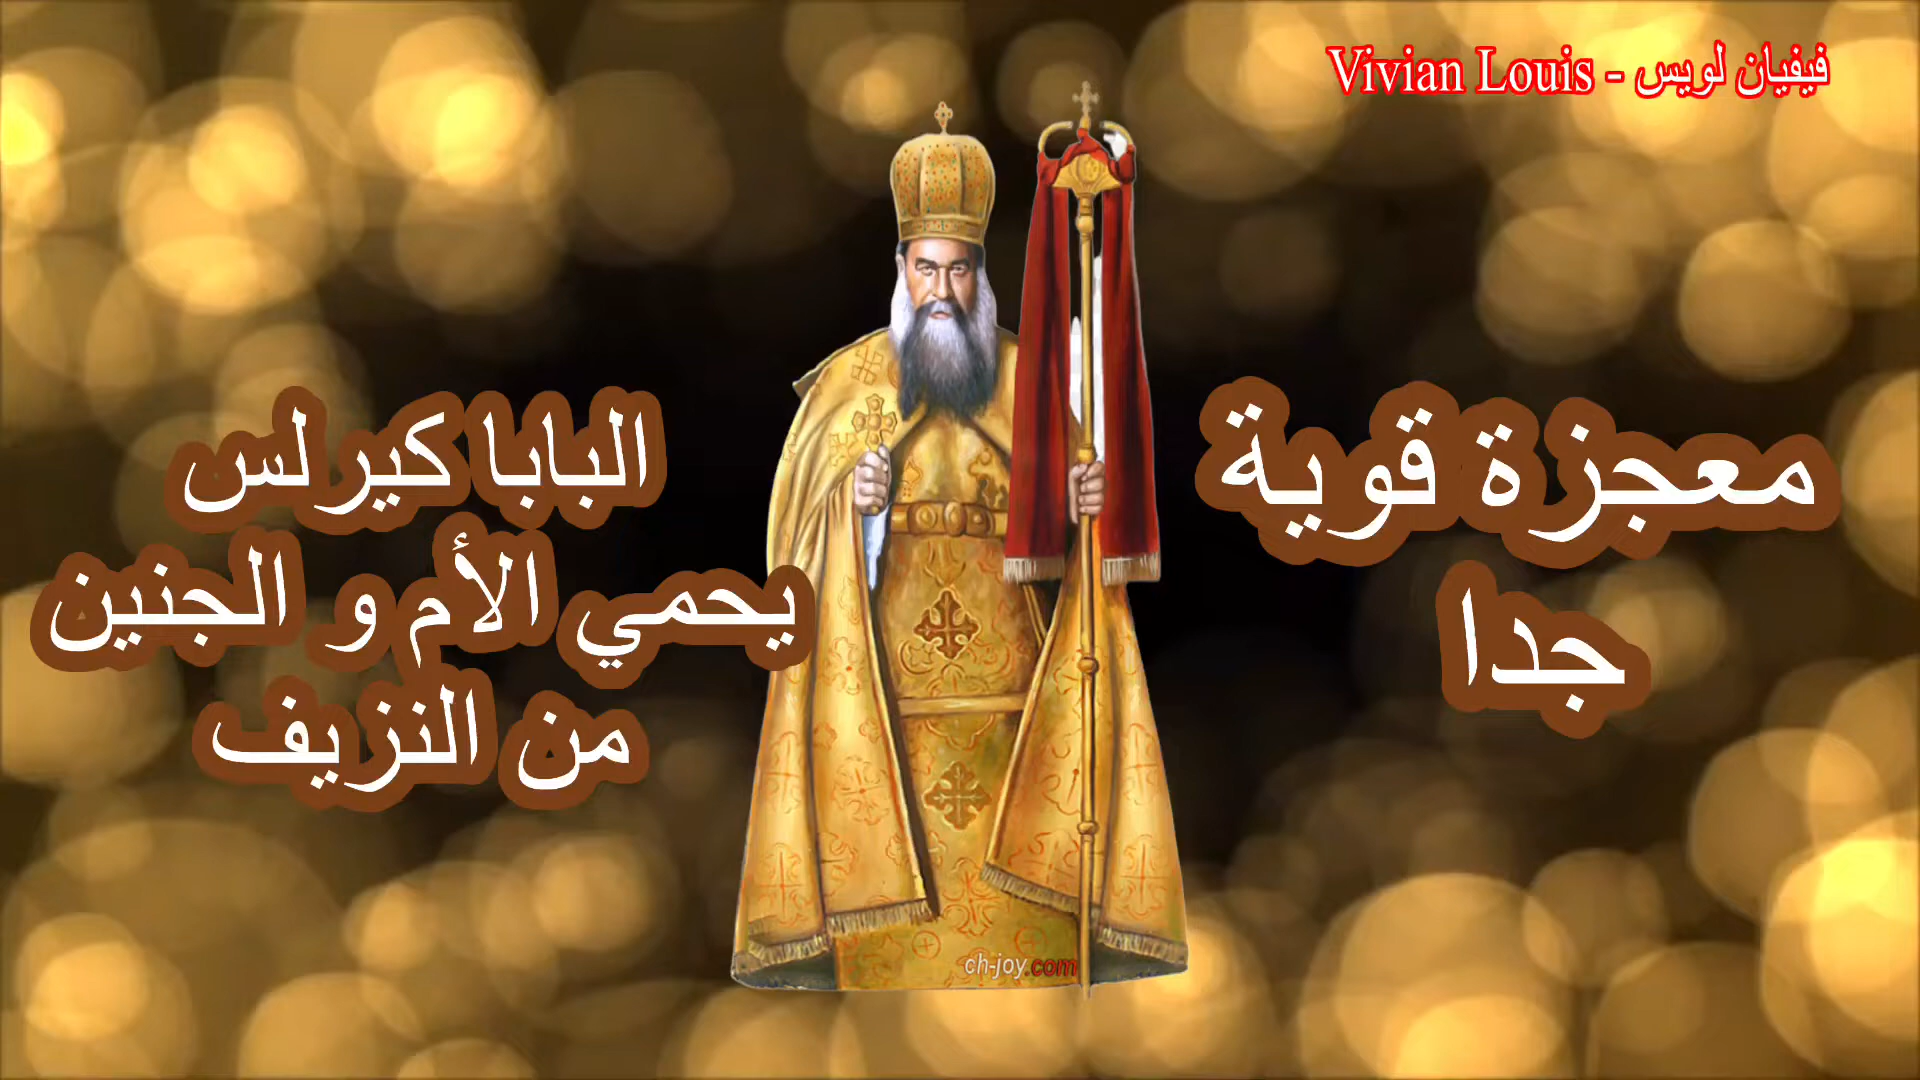 فيفيان لويس - Vivian Louis
معجزة قوية
جدا
البابا كيرلس
يحمي الأم و الجنين
من النزيف
ch-joy.com